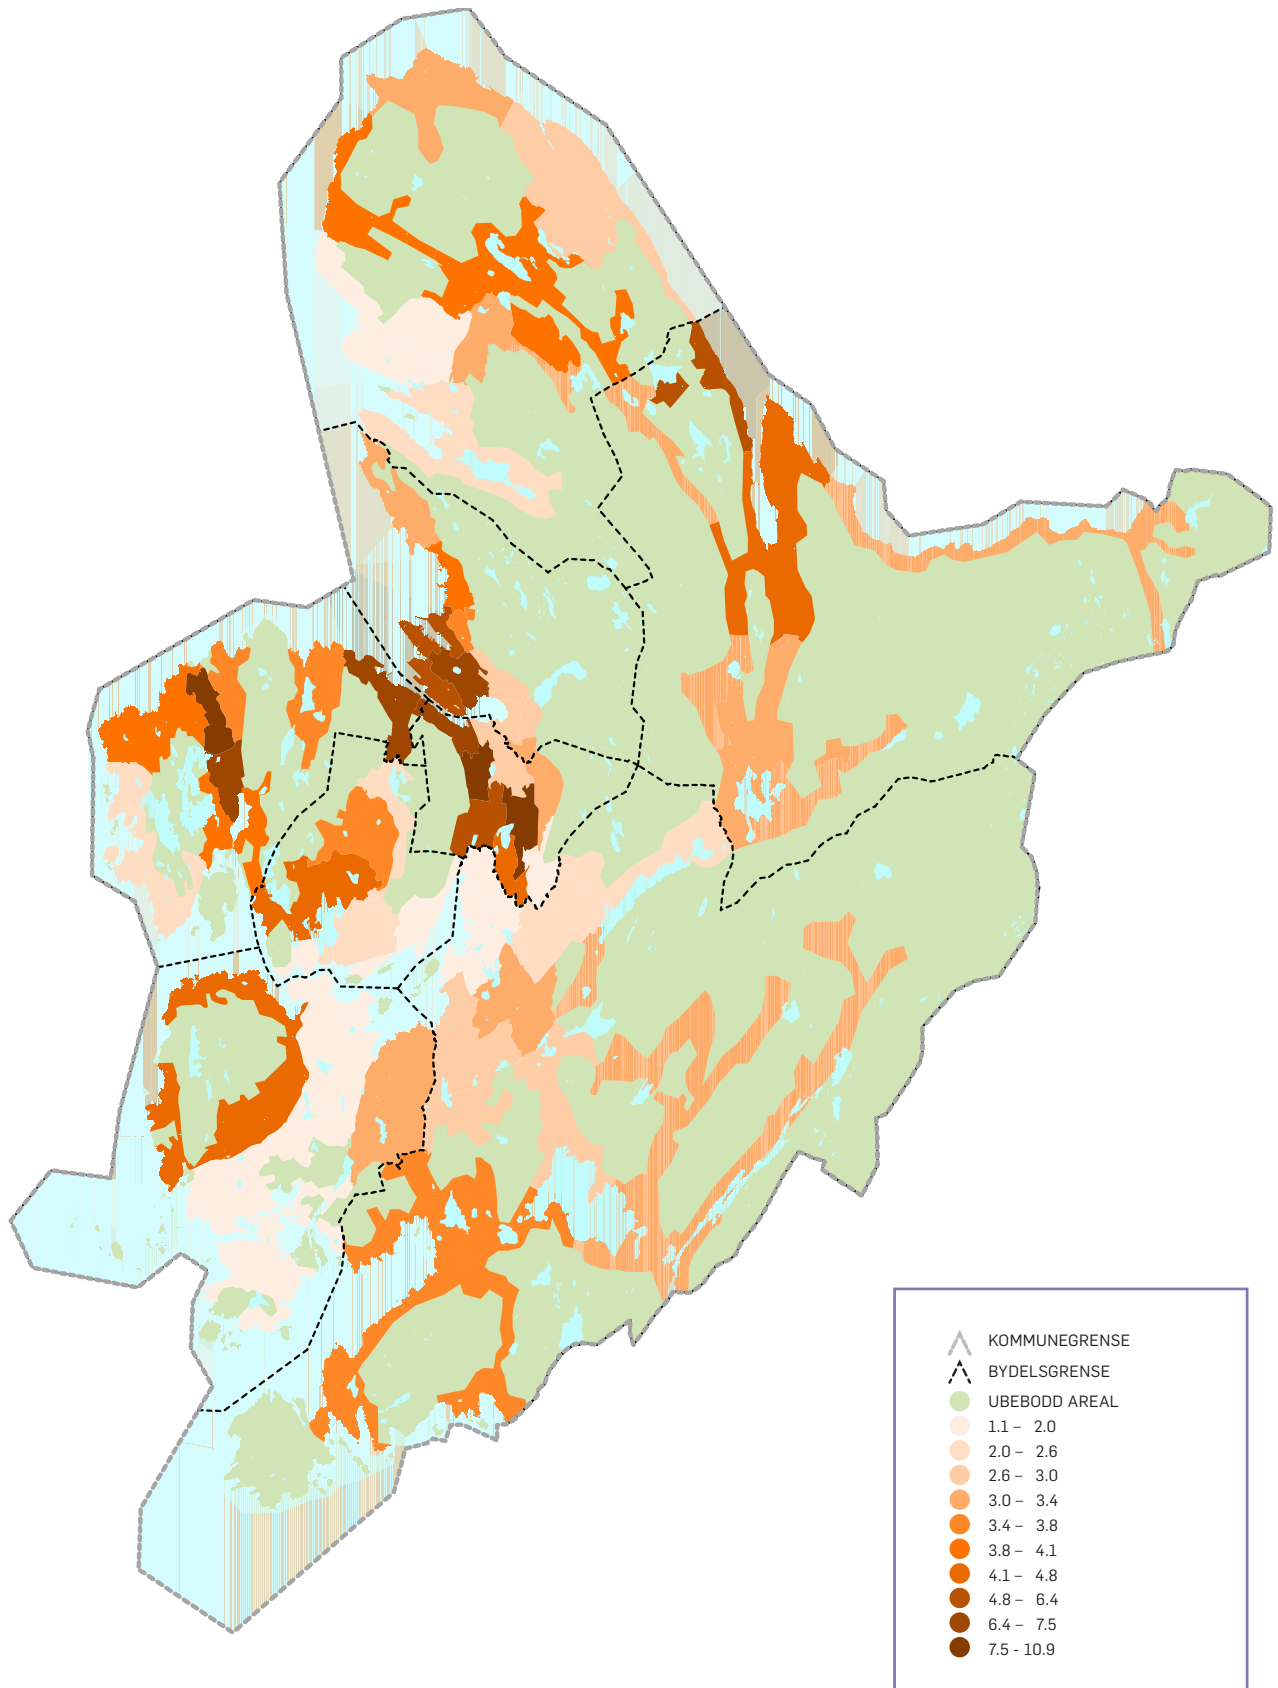 KOMMUNEGRENSE
BYDELSGRENSE
UBEBODD AREAL
1.1 – 2.0
2.0 – 2.6
2.6 – 3.0
3.0 – 3.4
3.4 – 3.8
3.8 – 4.1
4.1 – 4.8
4.8 – 6.4
6.4 – 7.5
7.5 - 10.9